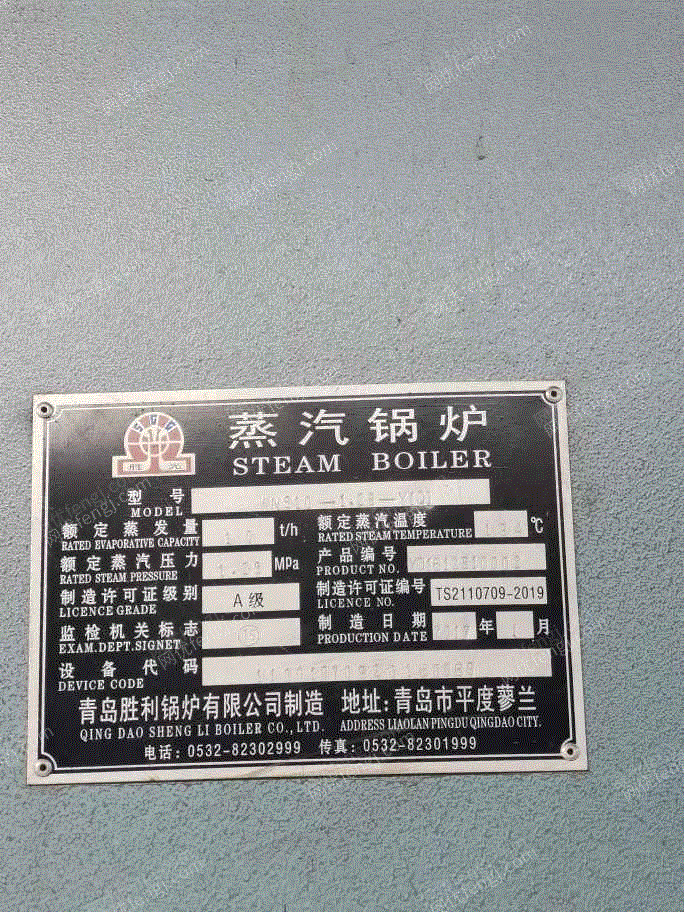 蒸汽锅炉
STEAM BOILER
胜利
型号
MODEL
额定蒸发量 10 t/h 额定蒸汽温度 194 ℃
RATED EVAPORATIVE CAPACITY RATED STEAM TEMPERATURE
额定蒸汽压力 MPa 产品编号
RATED STEAM PRESSURE PRODUCT NO.
制造许可证级别 A级 制造许可证编号 TS2110709-2019
LICENCE GRADE LICENCE NO.
监检机关标志 制造日期 2017 年 月
EXAM.DEPT.SIGNET PRODUCTION DATE
设备代码
DEVICE CODE
青岛胜利锅炉有限公司制造 地址:青岛市平度蓼兰
QING DAO SHENG LI BOILER CO.,LTD. ADDRESS LIAOLAN PINGDU QINGDAO CITY.
电话:0532-82302999 传真:0532-82301999